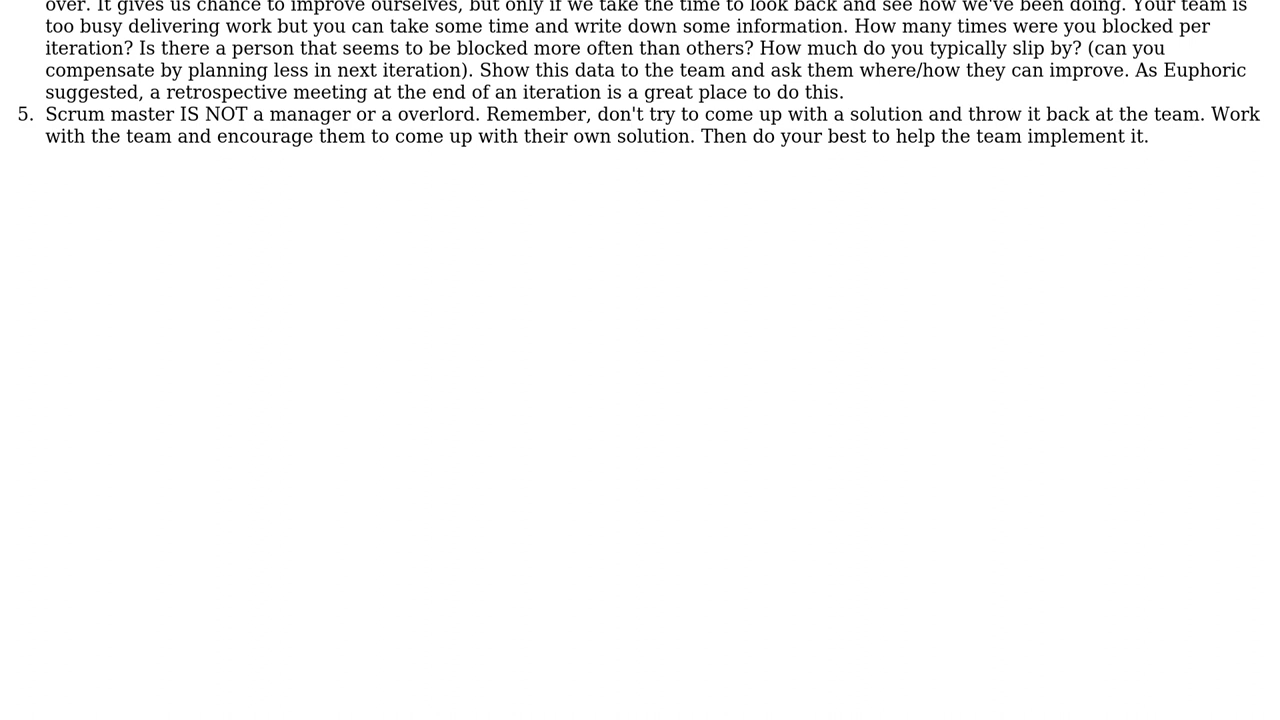 over. It gives us chance to improve ourselves, but only if we take the time to look back and see how we've been doing. Your team is
too busy delivering work but you can take some time and write down some information. How many times were you blocked per
iteration? Is there a person that seems to be blocked more often than others? How much do you typically slip by? (can you
compensate by planning less in next iteration). Show this data to the team and ask them where/how they can improve. As Euphoric
suggested, a retrospective meeting at the end of an iteration is a great place to do this.
5. Scrum master IS NOT a manager or a overlord. Remember, don't try to come up with a solution and throw it back at the team. Work
with the team and encourage them to come up with their own solution. Then do your best to help the team implement it.